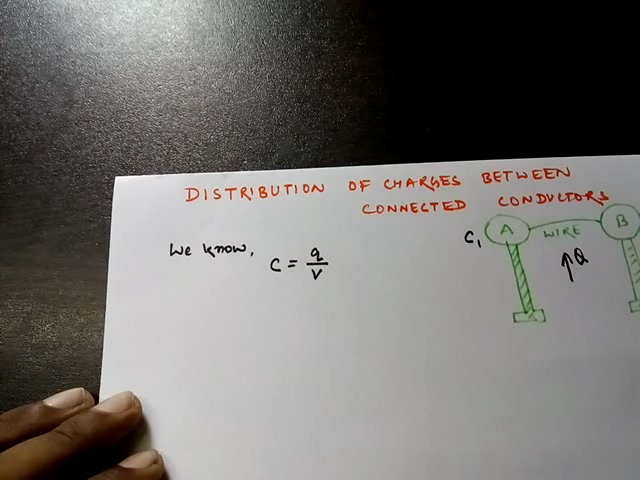 DISTRIBUTION OF CHARGES BETWEEN
CONNECTED CONDUCTORS
We know,
C = q/v
C1
A
WIRE
B
↑Q